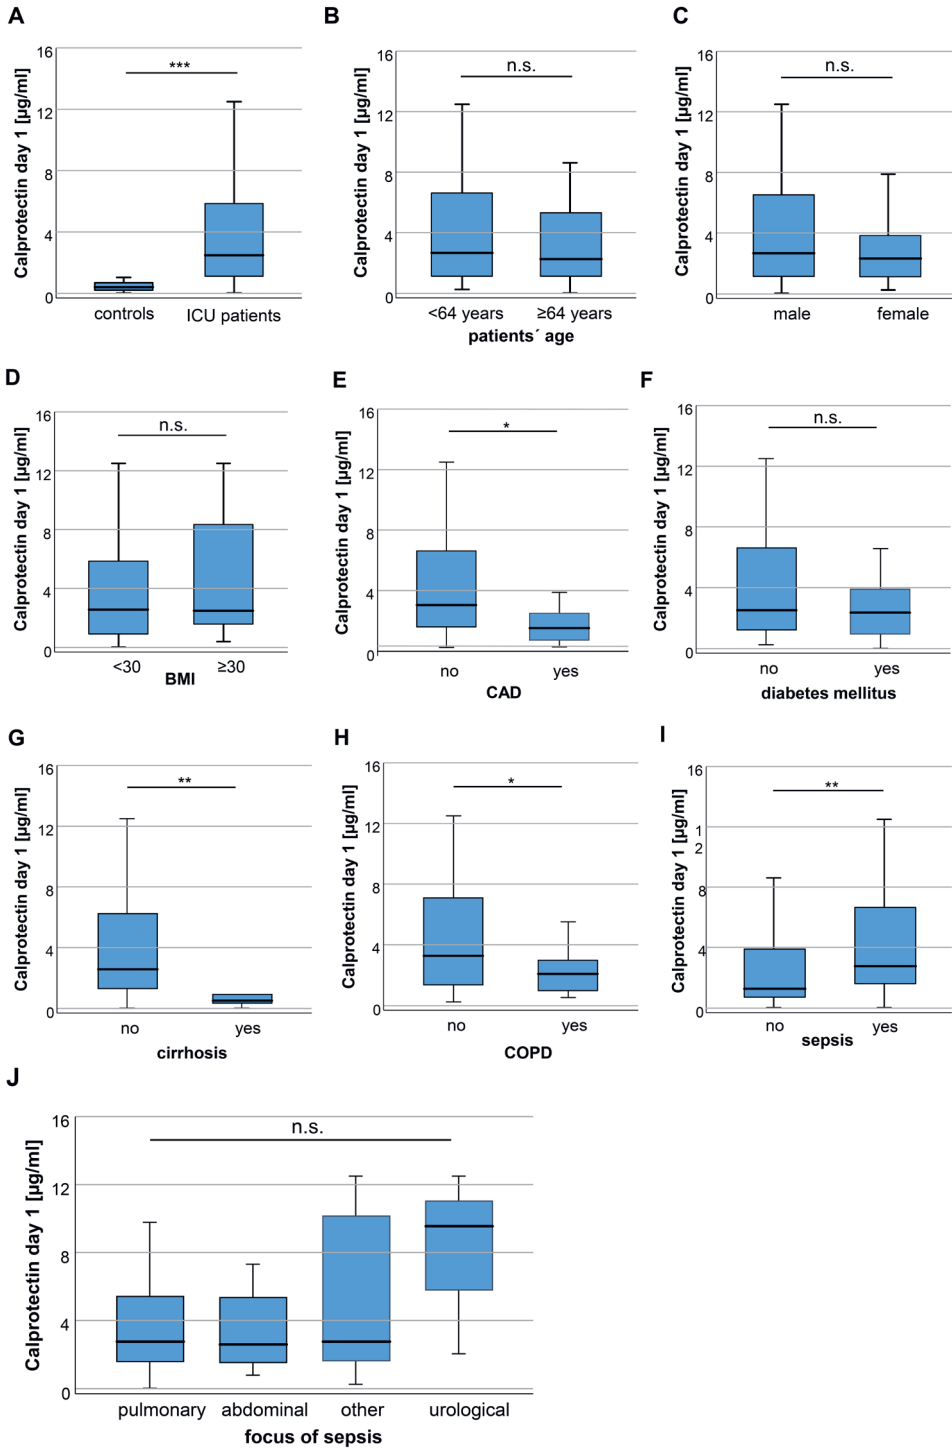 A
Calprotectin day 1 [µg/ml]
16
12
8
4
0
***
controls
ICU patients
B
Calprotectin day 1 [µg/ml]
16
12
8
4
0
n.s.
<64 years
≥64 years
patients´ age
C
Calprotectin day 1 [µg/ml]
16
12
8
4
0
n.s.
male
female
D
Calprotectin day 1 [µg/ml]
16
12
8
4
0
n.s.
<30
≥30
BMI
E
Calprotectin day 1 [µg/ml]
16
12
8
4
0
*
no
yes
CAD
F
Calprotectin day 1 [µg/ml]
16
12
8
4
0
n.s.
no
yes
diabetes mellitus
G
Calprotectin day 1 [µg/ml]
16
12
8
4
0
**
no
yes
cirrhosis
H
Calprotectin day 1 [µg/ml]
16
12
8
4
0
*
no
yes
COPD
I
Calprotectin day 1 [µg/ml]
16
1
2
8
4
0
**
no
yes
sepsis
J
Calprotectin day 1 [µg/ml]
16
12
8
4
0
n.s.
pulmonary
abdominal
other
urological
focus of sepsis